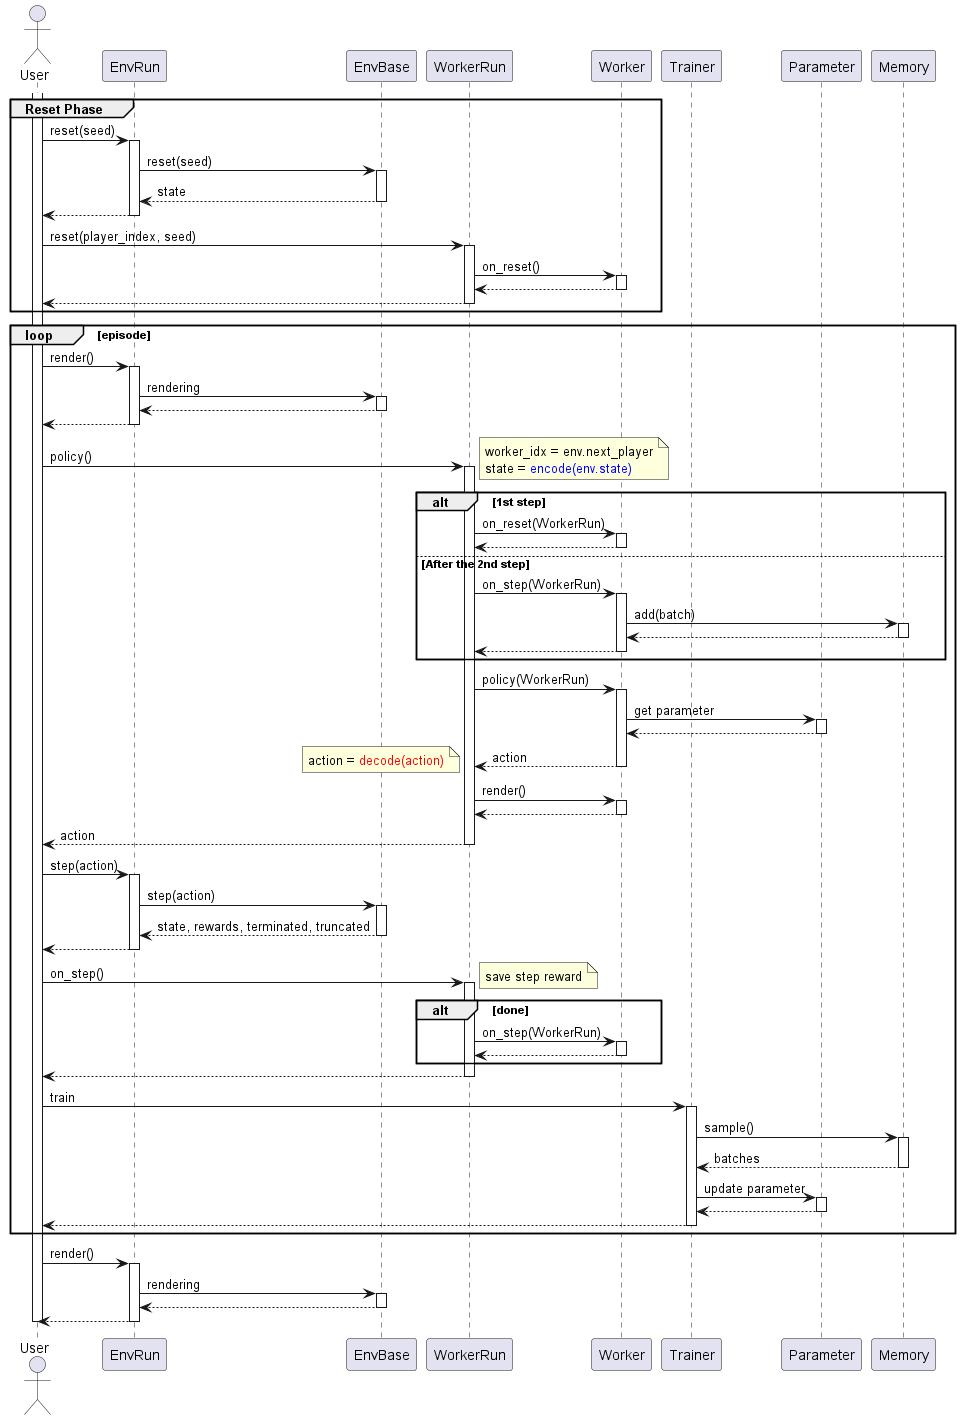 User
EnvRun
EnvBase
WorkerRun
Worker
Trainer
Parameter
Memory
Reset Phase
reset(seed)
reset(seed)
state
reset(player_index, seed)
on_reset()
loop [episode]
render()
rendering
worker_idx = env.next_player
policy()
state = encode(env.state)
alt [1st step]
on_reset(WorkerRun)
[After the 2nd step]
on_step(WorkerRun)
add(batch)
policy(WorkerRun)
get parameter
action
action = decode(action)
render()
action
step(action)
step(action)
state, rewards, terminated, truncated
on_step()
save step reward
alt [done]
on_step(WorkerRun)
train
sample()
batches
update parameter
render()
rendering
User
EnvRun
EnvBase
WorkerRun
Worker
Trainer
Parameter
Memory